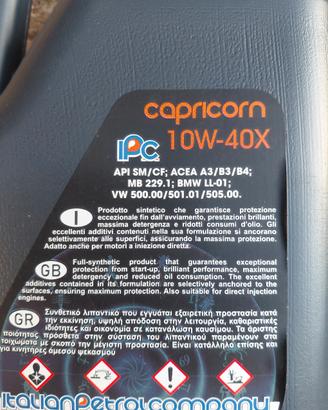 capricorn
IPC 10W-40X
API SM/CF; ACEA A3/B3/B4;
MB 229.1; BMW LL-01;
VW 500.00/501.01/505.00.
I
Prodotto sintetico che garantisce protezione
eccezionale fin dall'avviamento, prestazioni brillanti,
massima detergenza e ridotti consumi d'olio. Gli
eccellenti additivi contenuti nella sua formulazione si ancorano
selettivamente alle superfici, assicurando la massima protezione.
Adatto anche per motori a iniezione diretta.
GB
Full-synthetic product that guarantees exceptional
protection from start-up, brilliant performance, maximum
detergency and reduced oil consumption. The excellent
additives contained in its formulation are selectively anchored to the
surfaces, ensuring maximum protection. Also suitable for direct injection
engines.
GR
Συνθετικό λιπαντικό που εγγυάται εξαιρετική προστασία κατά
την εκκίνηση, υψηλή απόδοση στην λειτουργία, καθαριστικές
ιδιότητες και οικονομία σε κατανάλωση καυσίμου. Τα άριστης
ποιότητας, πρόσθετα στην σύσταση του λιπαντικού παραμένουν στα
τοιχώματα με σκοπό την μέγιστη προστασία. Είναι κατάλληλο επίσης και
για κινητήρες άμεσου ψεκασμού
italianpetrolcompany